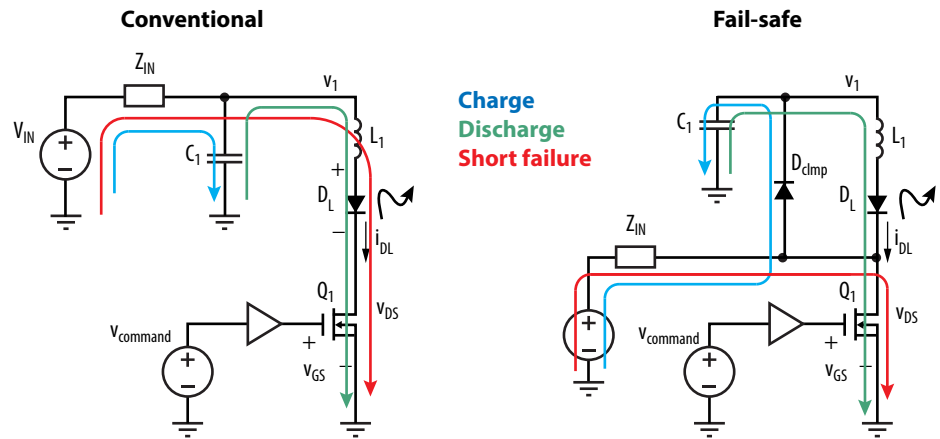 Conventional
Fail-safe
Z_IN
v_1
V_IN
C_1
L_1
D_L
i_DL
Q_1
v_DS
v_command
v_GS
+
−
+
−
+
−
+
−
Charge
Discharge
Short failure
v_1
C_1
L_1
D_clmp
D_L
Z_IN
i_DL
Q_1
v_DS
v_command
v_GS
+
−
+
−
+
−